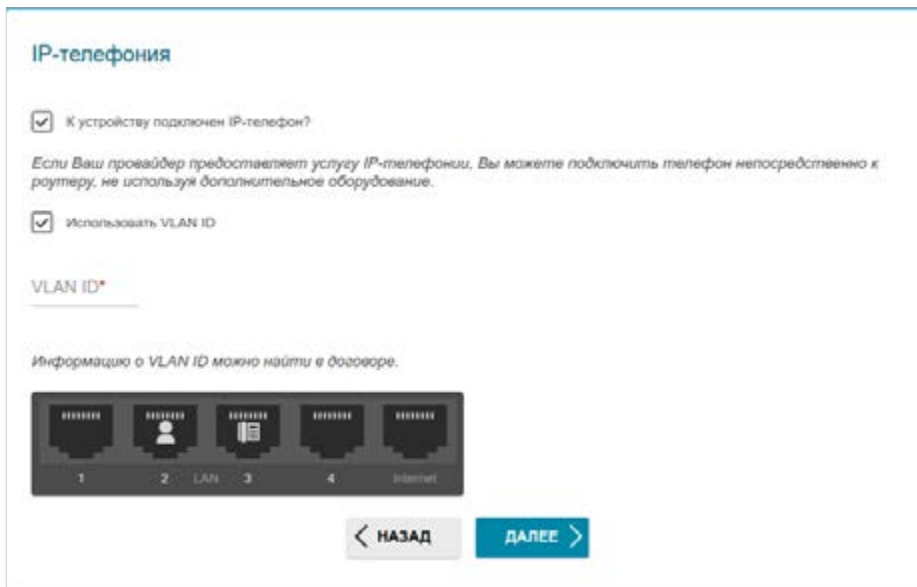 IP-телефония
К устройству подключен IP-телефон?
Если Ваш провайдер предоставляет услугу IP-телефонии, Вы можете подключить телефон непосредственно к
роутеру, не используя дополнительное оборудование.
Использовать VLAN ID
VLAN ID*
Информацию о VLAN ID можно найти в договоре.
1 2 LAN 3 4 Internet
НАЗАД ДАЛЕЕ